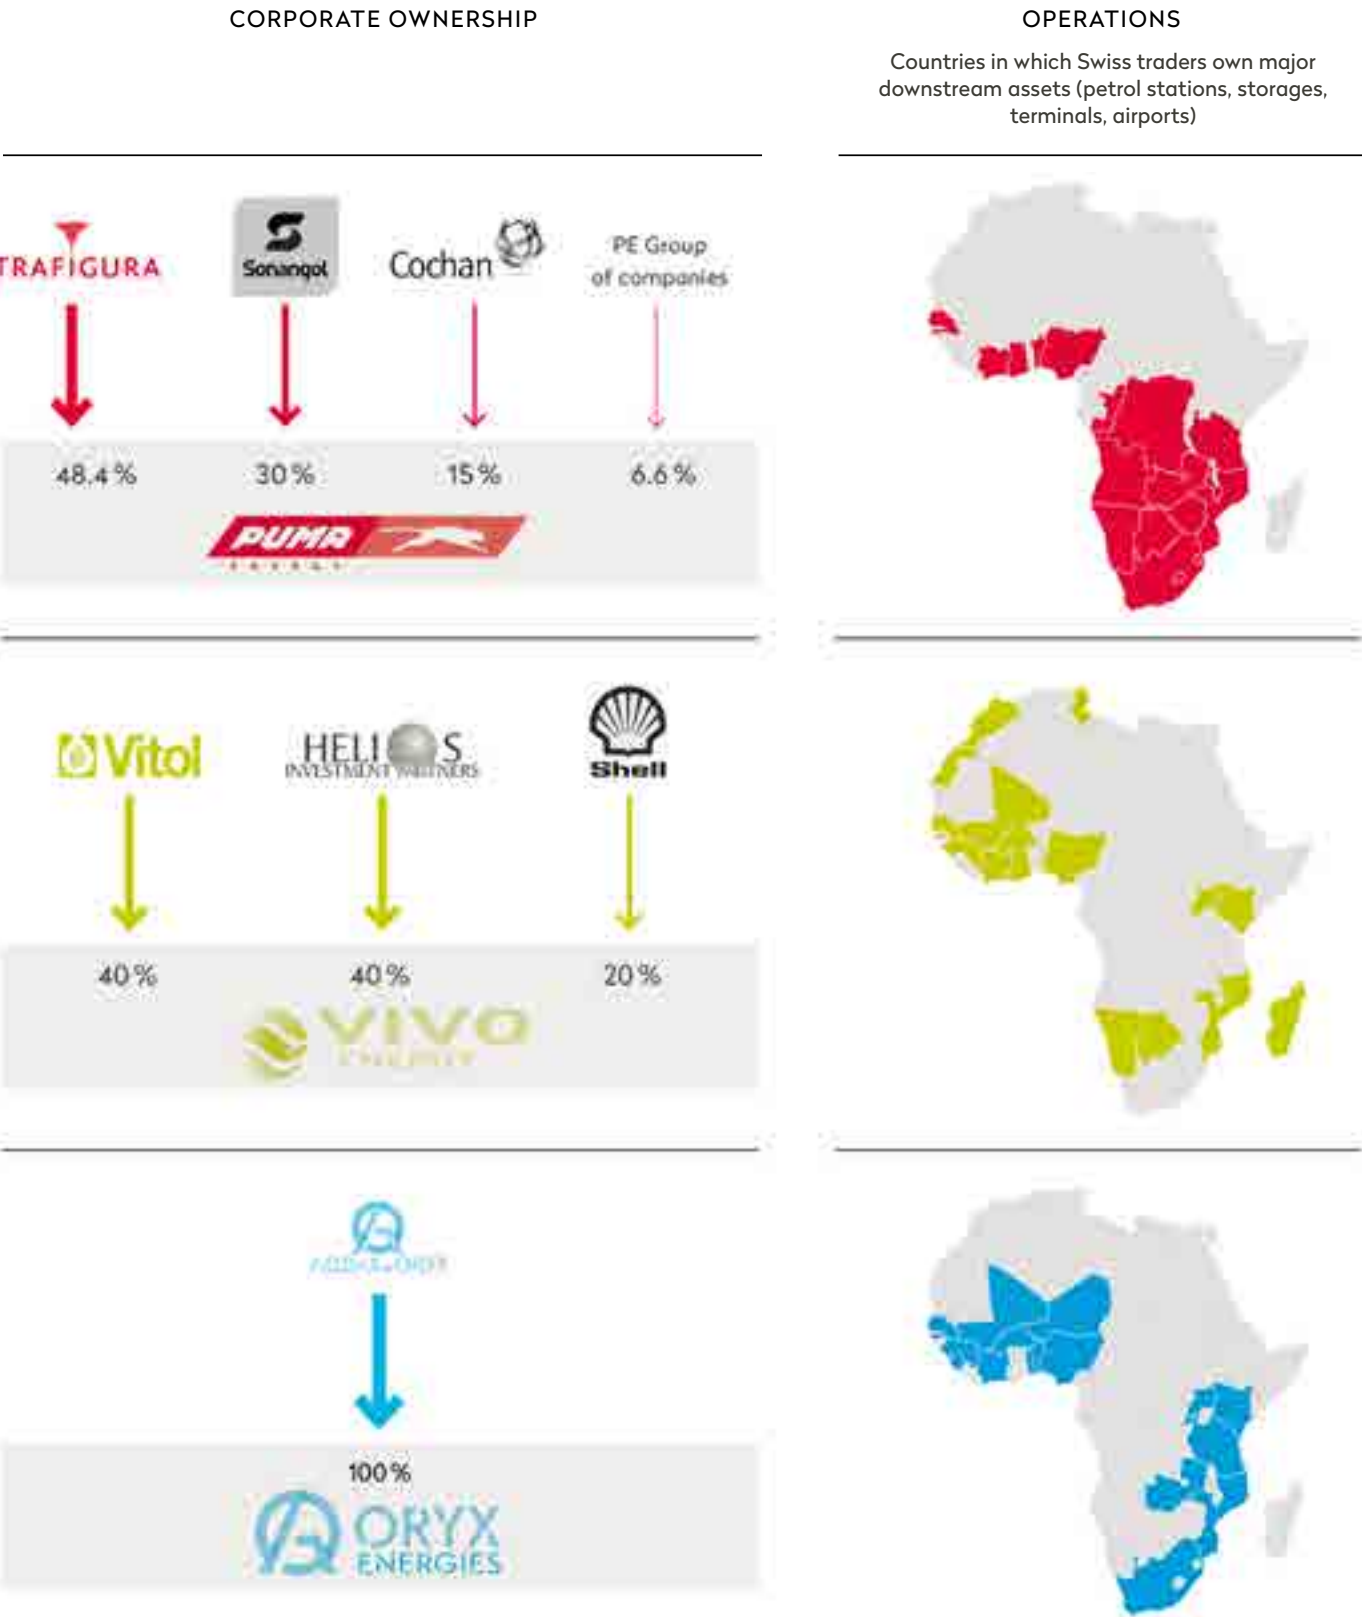 CORPORATE OWNERSHIP
OPERATIONS
Countries in which Swiss traders own major
downstream assets (petrol stations, storages,
terminals, airports)
TRAFIGURA
Sonangol
Cochan
PE Group
of companies
48.4 %
30 %
15 %
6.6 %
PUMA
ENERGY
Vitol
HELIOS
INVESTMENT PARTNERS
Shell
40 %
40 %
20 %
VIVO
ENERGY
100 %
ORYX
ENERGIES